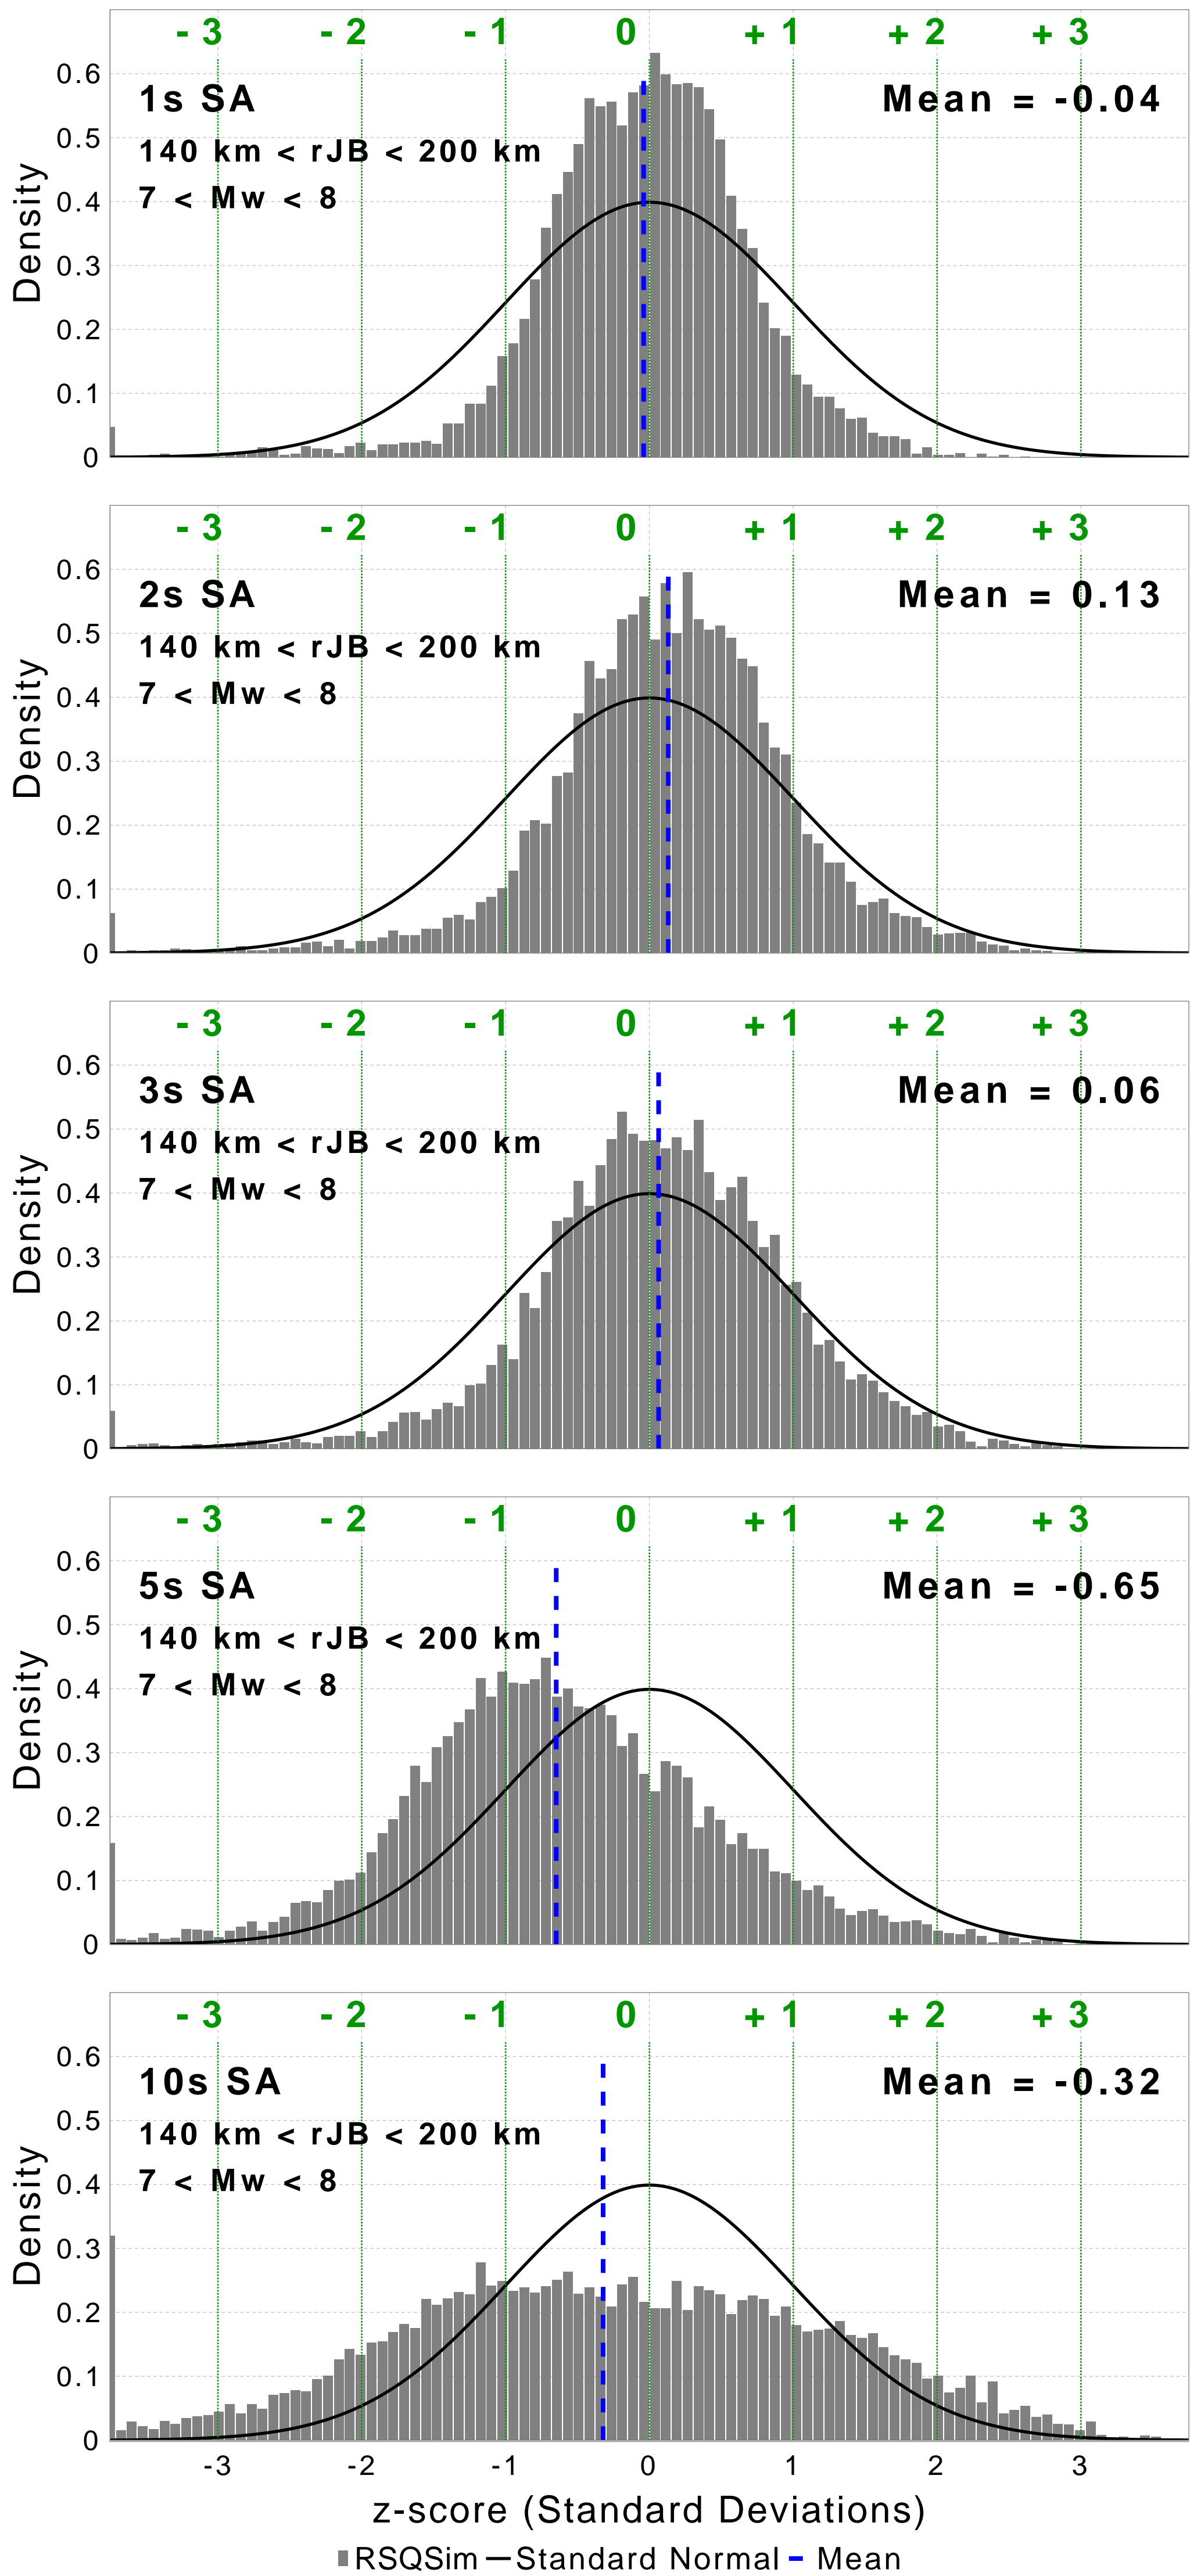 - 3 - 2 - 1 0 + 1 + 2 + 3
0.6
1s SA Mean = -0.04
0.5
140 km < rJB < 200 km
7 < Mw < 8
0.4
Density
0.3
0.2
0.1
0
- 3 - 2 - 1 0 + 1 + 2 + 3
0.6
2s SA Mean = 0.13
0.5
140 km < rJB < 200 km
7 < Mw < 8
0.4
Density
0.3
0.2
0.1
0
- 3 - 2 - 1 0 + 1 + 2 + 3
0.6
3s SA Mean = 0.06
0.5
140 km < rJB < 200 km
7 < Mw < 8
0.4
Density
0.3
0.2
0.1
0
- 3 - 2 - 1 0 + 1 + 2 + 3
0.6
5s SA Mean = -0.65
0.5
140 km < rJB < 200 km
7 < Mw < 8
0.4
Density
0.3
0.2
0.1
0
- 3 - 2 - 1 0 + 1 + 2 + 3
0.6
10s SA Mean = -0.32
0.5
140 km < rJB < 200 km
7 < Mw < 8
0.4
Density
0.3
0.2
0.1
0
-3 -2 -1 0 1 2 3
z-score (Standard Deviations)
RSQSim Standard Normal Mean